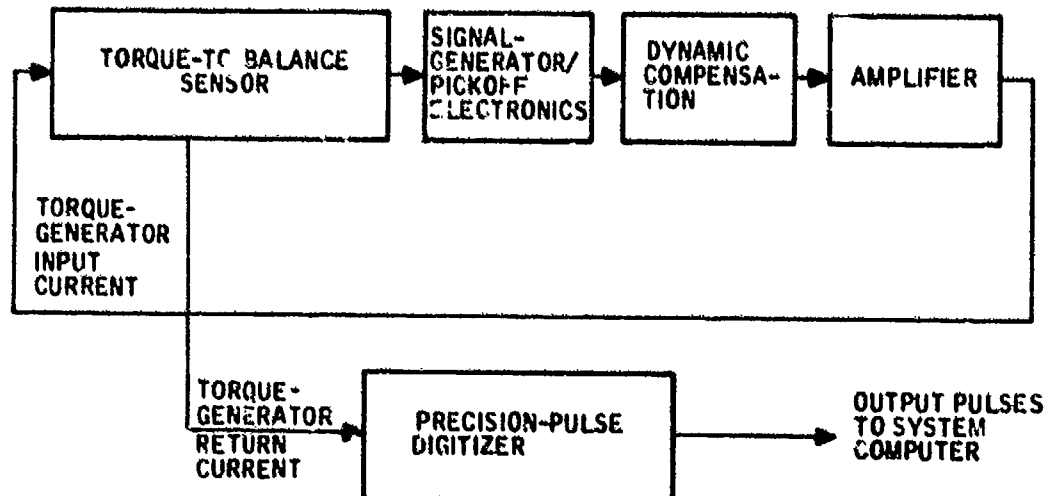 TORQUE-TO BALANCE
SENSOR
SIGNAL-
GENERATOR/
PICKOFF
ELECTRONICS
DYNAMIC
COMPENSA-
TION
AMPLIFIER
TORQUE-
GENERATOR
INPUT
CURRENT
TORQUE-
GENERATOR
RETURN
CURRENT
PRECISION-PULSE
DIGITIZER
OUTPUT PULSES
TO SYSTEM
COMPUTER